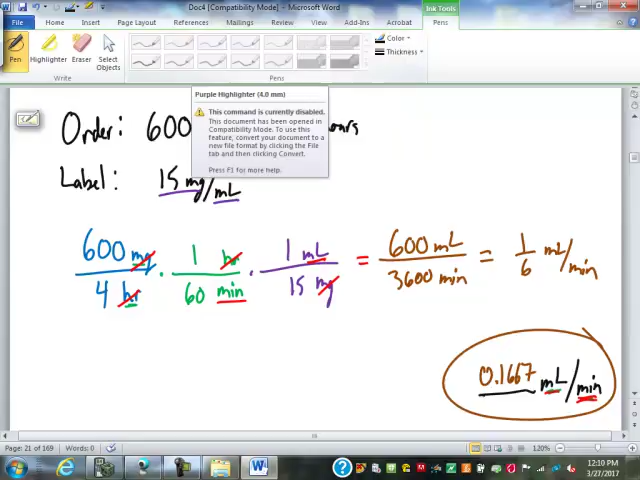 Doc4 [Compatibility Mode] - Microsoft Word
Ink Tools
File Home Insert Page Layout References Mailings Review View Add-Ins Acrobat Pens
Pen Highlighter Eraser Select Objects
Color
Thickness
Write
Pens
Purple Highlighter (4.0 mm)
This command is currently disabled.
This document has been opened in
Compatibility Mode. To use this
feature, convert your document to a
new file format by clicking the File
tab and then clicking Convert.
Press F1 for more help.
Order: 600
Label: 15 mg/mL
600 mg / 4 hr · 1 hr / 60 min · 1 mL / 15 mg = 600 mL / 3600 min = 1/6 mL/min
0.1667 mL/min
Page: 21 of 169 Words: 0 120%
12:10 PM
3/27/2017